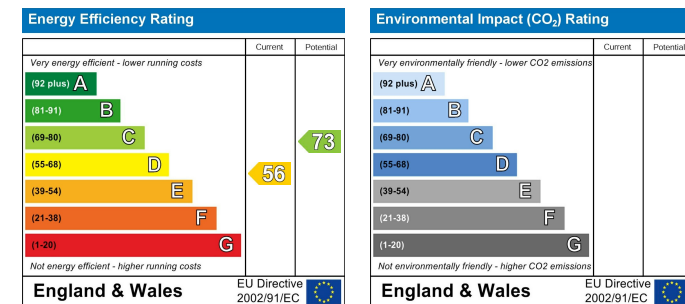 Energy Efficiency Rating
Current Potential
Very energy efficient - lower running costs
(92 plus) A
(81-91) B
(69-80) C
73
(55-68) D
56
(39-54) E
(21-38) F
(1-20) G
Not energy efficient - higher running costs
England & Wales
EU Directive
2002/91/EC
Environmental Impact (CO₂) Rating
Current Potential
Very environmentally friendly - lower CO2 emissions
(92 plus) A
(81-91) B
(69-80) C
(55-68) D
(39-54) E
(21-38) F
(1-20) G
Not environmentally friendly - higher CO2 emissions
England & Wales
EU Directive
2002/91/EC